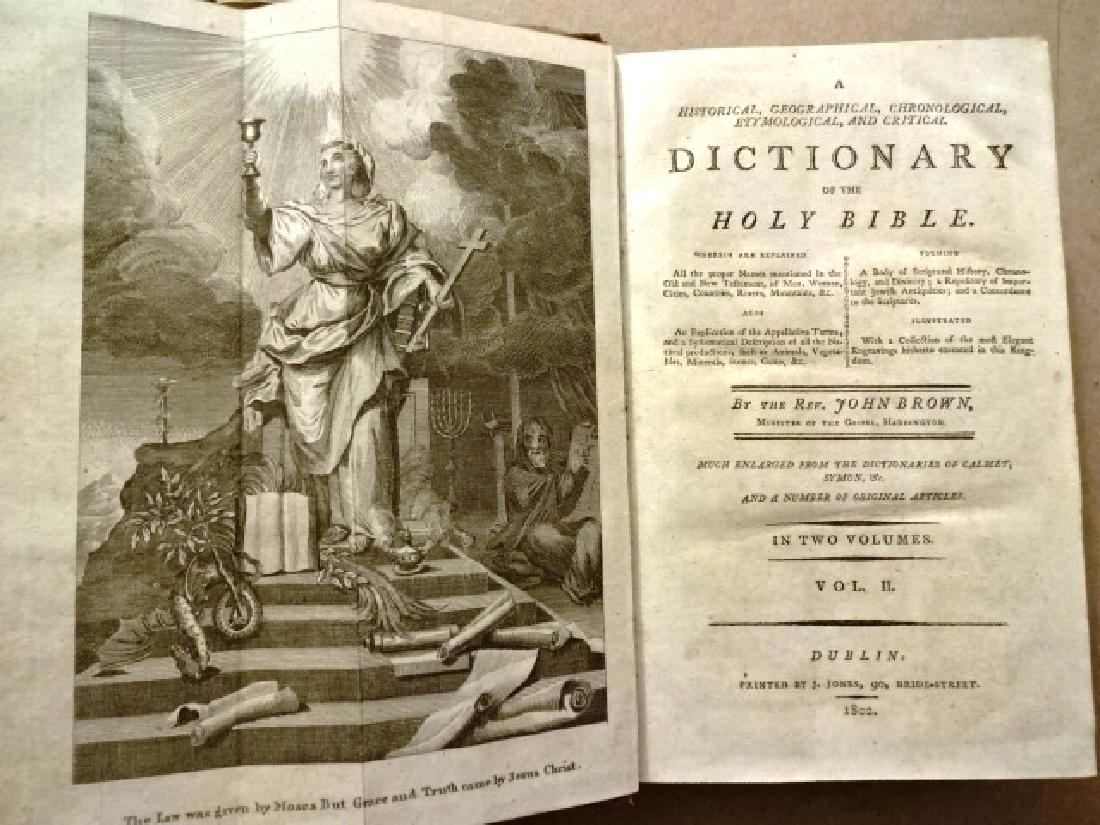 The Law was given by Moses But Grace and Truth came by Jesus Christ.
A
HISTORICAL, GEOGRAPHICAL, CHRONOLOGICAL,
ETYMOLOGICAL, AND CRITICAL
DICTIONARY
OF THE
HOLY BIBLE.
WHEREIN ARE EXPLAINED
All the proper Names mentioned in the
Old and New Testament, of Men, Women,
Cities, Countries, Rivers, Mountains, &c.
ALSO
An Explication of the Appellative Terms,
and a Systematical Description of all the Na-
tural productions; such as Animals, Vegeta-
bles, Minerals, Stones, Gems, &c.
FORMING
A Body of Scriptural History, Chrono-
logy, and Divinity; a Repository of Impor-
tant Jewish Antiquities; and a Concordance
to the Scriptures.
ILLUSTRATED
With a Collection of the most Elegant
Engravings hitherto executed in this King-
dom.
BY THE REV. JOHN BROWN,
MINISTER OF THE GOSPEL, HADDINGTON.
MUCH ENLARGED FROM THE DICTIONARIES OF CALMET,
SYMON, &c.
AND A NUMBER OF ORIGINAL ARTICLES.
IN TWO VOLUMES.
VOL. II.
DUBLIN:
PRINTED BY J. JONES, 90, BRIDE-STREET.
1802.